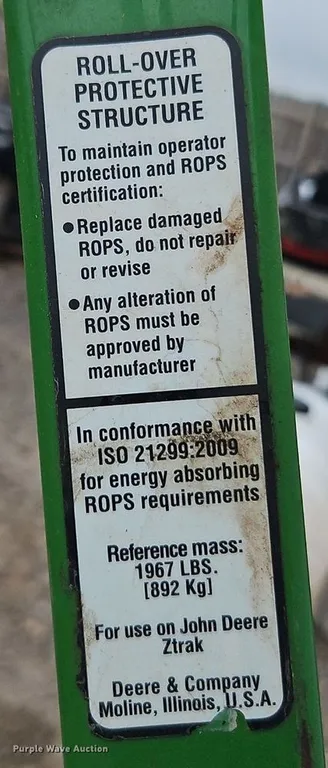 ROLL-OVER
PROTECTIVE
STRUCTURE
To maintain operator
protection and ROPS
certification:
● Replace damaged
ROPS, do not repair
or revise
● Any alteration of
ROPS must be
approved by
manufacturer
In conformance with
ISO 21299:2009
for energy absorbing
ROPS requirements
Reference mass:
1967 LBS.
[892 Kg]
For use on John Deere
Ztrak
Deere & Company
Moline, Illinois, U.S.A.
Purple Wave Auction